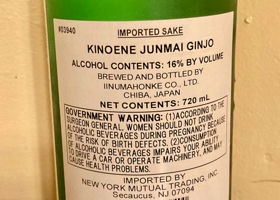 #03940
IMPORTED SAKE
KINOENE JUNMAI GINJO
ALCOHOL CONTENTS: 16% BY VOLUME
BREWED AND BOTTLED BY
IINUMAHONKE CO., LTD
CHIBA, JAPAN
NET CONTENTS: 720 mL
GOVERNMENT WARNING: (1)ACCORDING TO THE
SURGEON GENERAL, WOMEN SHOULD NOT DRINK
ALCOHOLIC BEVERAGES DURING PREGNANCY BECAUSE
OF THE RISK OF BIRTH DEFECTS. (2)CONSUMPTION
OF ALCOHOLIC BEVERAGES IMPAIRS YOUR ABILITY
TO DRIVE A CAR OR OPERATE MACHINERY, AND MAY
CAUSE HEALTH PROBLEMS.
IMPORTED BY
NEW YORK MUTUAL TRADING, INC.
Secaucus, NJ 07094